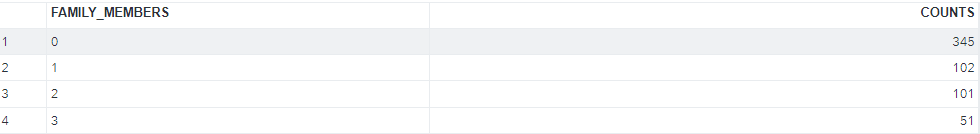 FAMILY_MEMBERS COUNTS
1 0 345
2 1 102
3 2 101
4 3 51